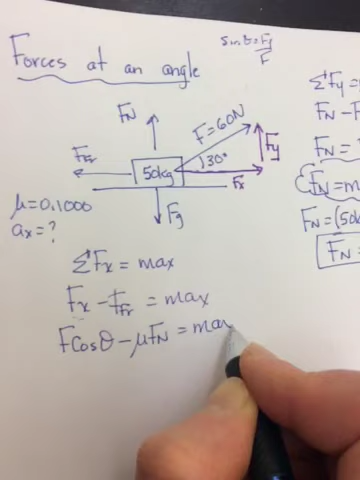 Forces at an angle
sinθ = Fy/F
FN
F = 60N
30°
Fy
FFr
50kg
Fx
Fg
μ = 0.1000
ax = ?
ΣFx = max
Fx - FFr = max
Fcosθ - μFN = max
ΣFy =
FN - F
FN =
FN = m
FN = (50k
FN =